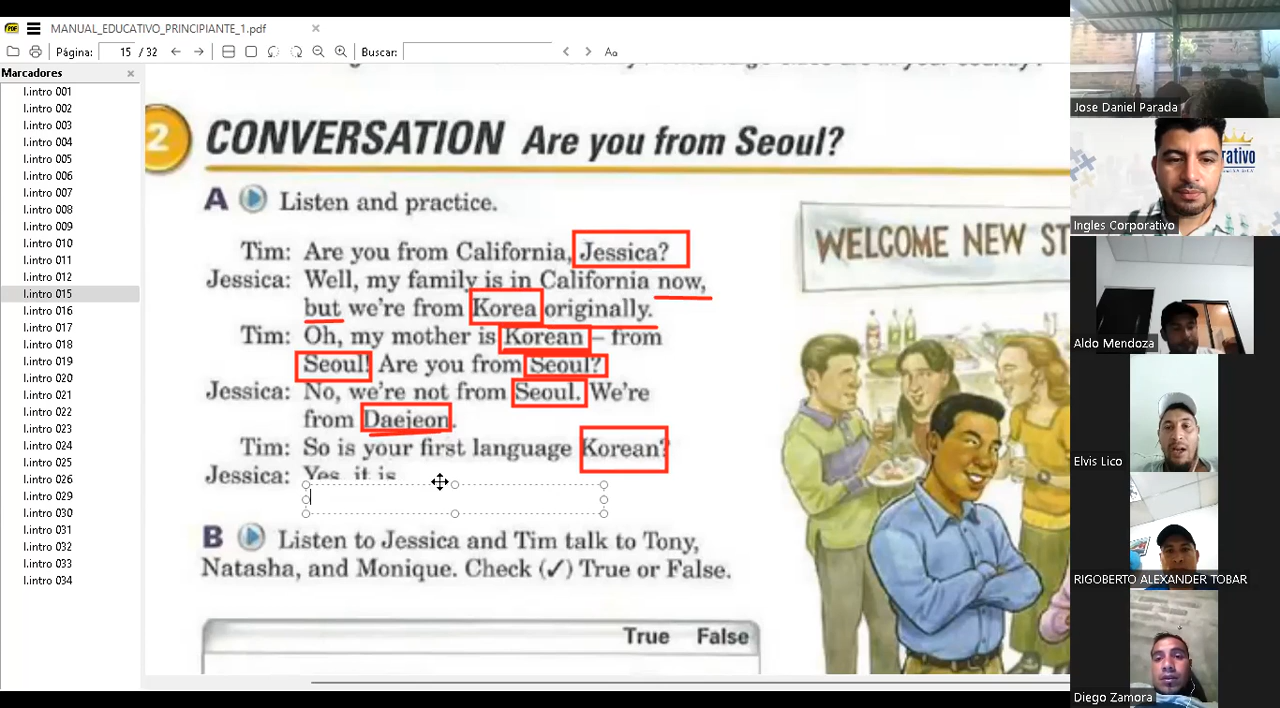 MANUAL_EDUCATIVO_PRINCIPIANTE_1.pdf
Página: 15 / 32
Buscar:
Aa
Marcadores
I.intro 001
I.intro 002
I.intro 003
I.intro 004
I.intro 005
I.intro 006
I.intro 007
I.intro 008
I.intro 009
I.intro 010
I.intro 011
I.intro 012
I.intro 015
I.intro 016
I.intro 017
I.intro 018
I.intro 019
I.intro 020
I.intro 021
I.intro 022
I.intro 023
I.intro 024
I.intro 025
I.intro 026
I.intro 029
I.intro 030
I.intro 031
I.intro 032
I.intro 033
I.intro 034
2 CONVERSATION Are you from Seoul?
A Listen and practice.
Tim: Are you from California, Jessica?
Jessica: Well, my family is in California now,
but we're from Korea originally.
Tim: Oh, my mother is Korean – from
Seoul! Are you from Seoul?
Jessica: No, we're not from Seoul. We're
from Daejeon.
Tim: So is your first language Korean?
Jessica: Yes, it is
B Listen to Jessica and Tim talk to Tony,
Natasha, and Monique. Check (✓) True or False.
True False
WELCOME NEW ST
Jose Daniel Parada
Ingles Corporativo
Aldo Mendoza
Elvis Lico
RIGOBERTO ALEXANDER TOBAR
Diego Zamora